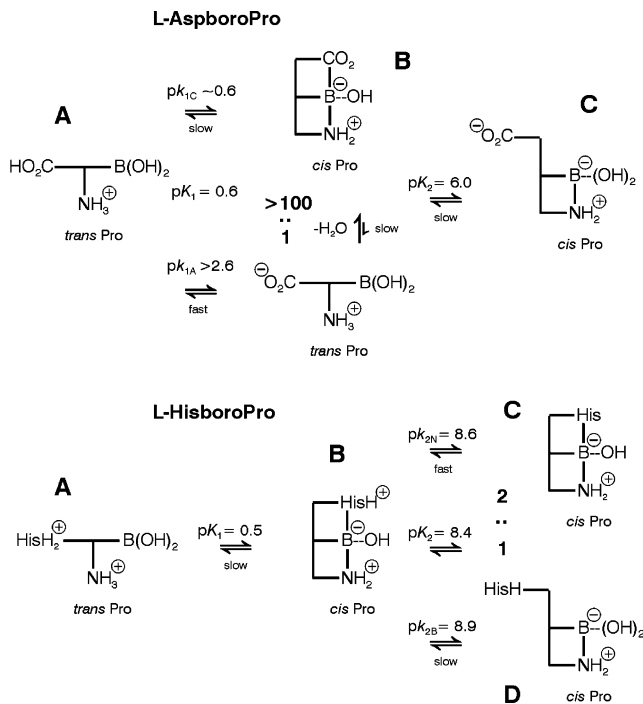 L-AspboroPro
A
HO₂C
B(OH)₂
NH₃⊕
trans Pro
pk₁C ~0.6
slow
pK₁ = 0.6
pk₁A >2.6
fast
B
CO₂
⊖
B--OH
⊕
NH₂
cis Pro
>100
:
1
-H₂O
slow
⊖O₂C
B(OH)₂
NH₃⊕
trans Pro
pK₂ = 6.0
slow
C
⊖O₂C
⊖
B--(OH)₂
NH₂⊕
cis Pro
L-HisboroPro
A
⊕
HisH₂
B(OH)₂
NH₃⊕
trans Pro
pK₁ = 0.5
slow
B
HisH⊕
⊖
B--OH
⊕
NH₂
cis Pro
pk₂N = 8.6
fast
pK₂ = 8.4
pk₂B = 8.9
slow
C
His
⊖
B--OH
⊕
NH₂
cis Pro
2
:
1
HisH
⊖
B--(OH)₂
NH₂⊕
D
cis Pro